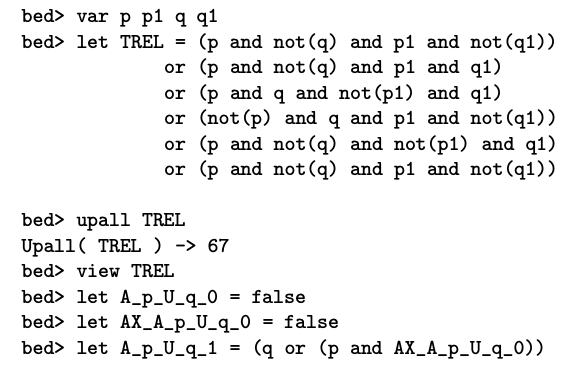 bed> var p p1 q q1
bed> let TREL = (p and not(q) and p1 and not(q1))
or (p and not(q) and p1 and q1)
or (p and q and not(p1) and q1)
or (not(p) and q and p1 and not(q1))
or (p and not(q) and not(p1) and q1)
or (p and not(q) and p1 and not(q1))
bed> upall TREL
Upall( TREL ) -> 67
bed> view TREL
bed> let A_p_U_q_0 = false
bed> let AX_A_p_U_q_0 = false
bed> let A_p_U_q_1 = (q or (p and AX_A_p_U_q_0))